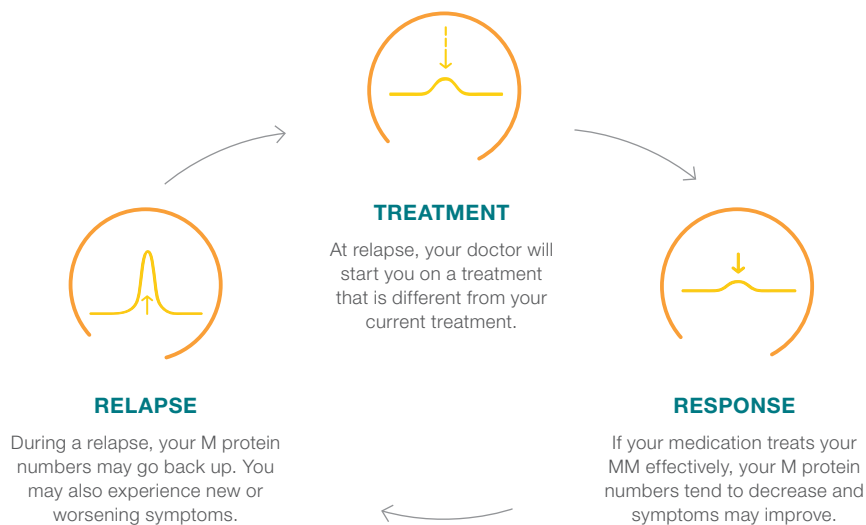 TREATMENT
At relapse, your doctor will
start you on a treatment
that is different from your
current treatment.
RELAPSE
During a relapse, your M protein
numbers may go back up. You
may also experience new or
worsening symptoms.
RESPONSE
If your medication treats your
MM effectively, your M protein
numbers tend to decrease and
symptoms may improve.